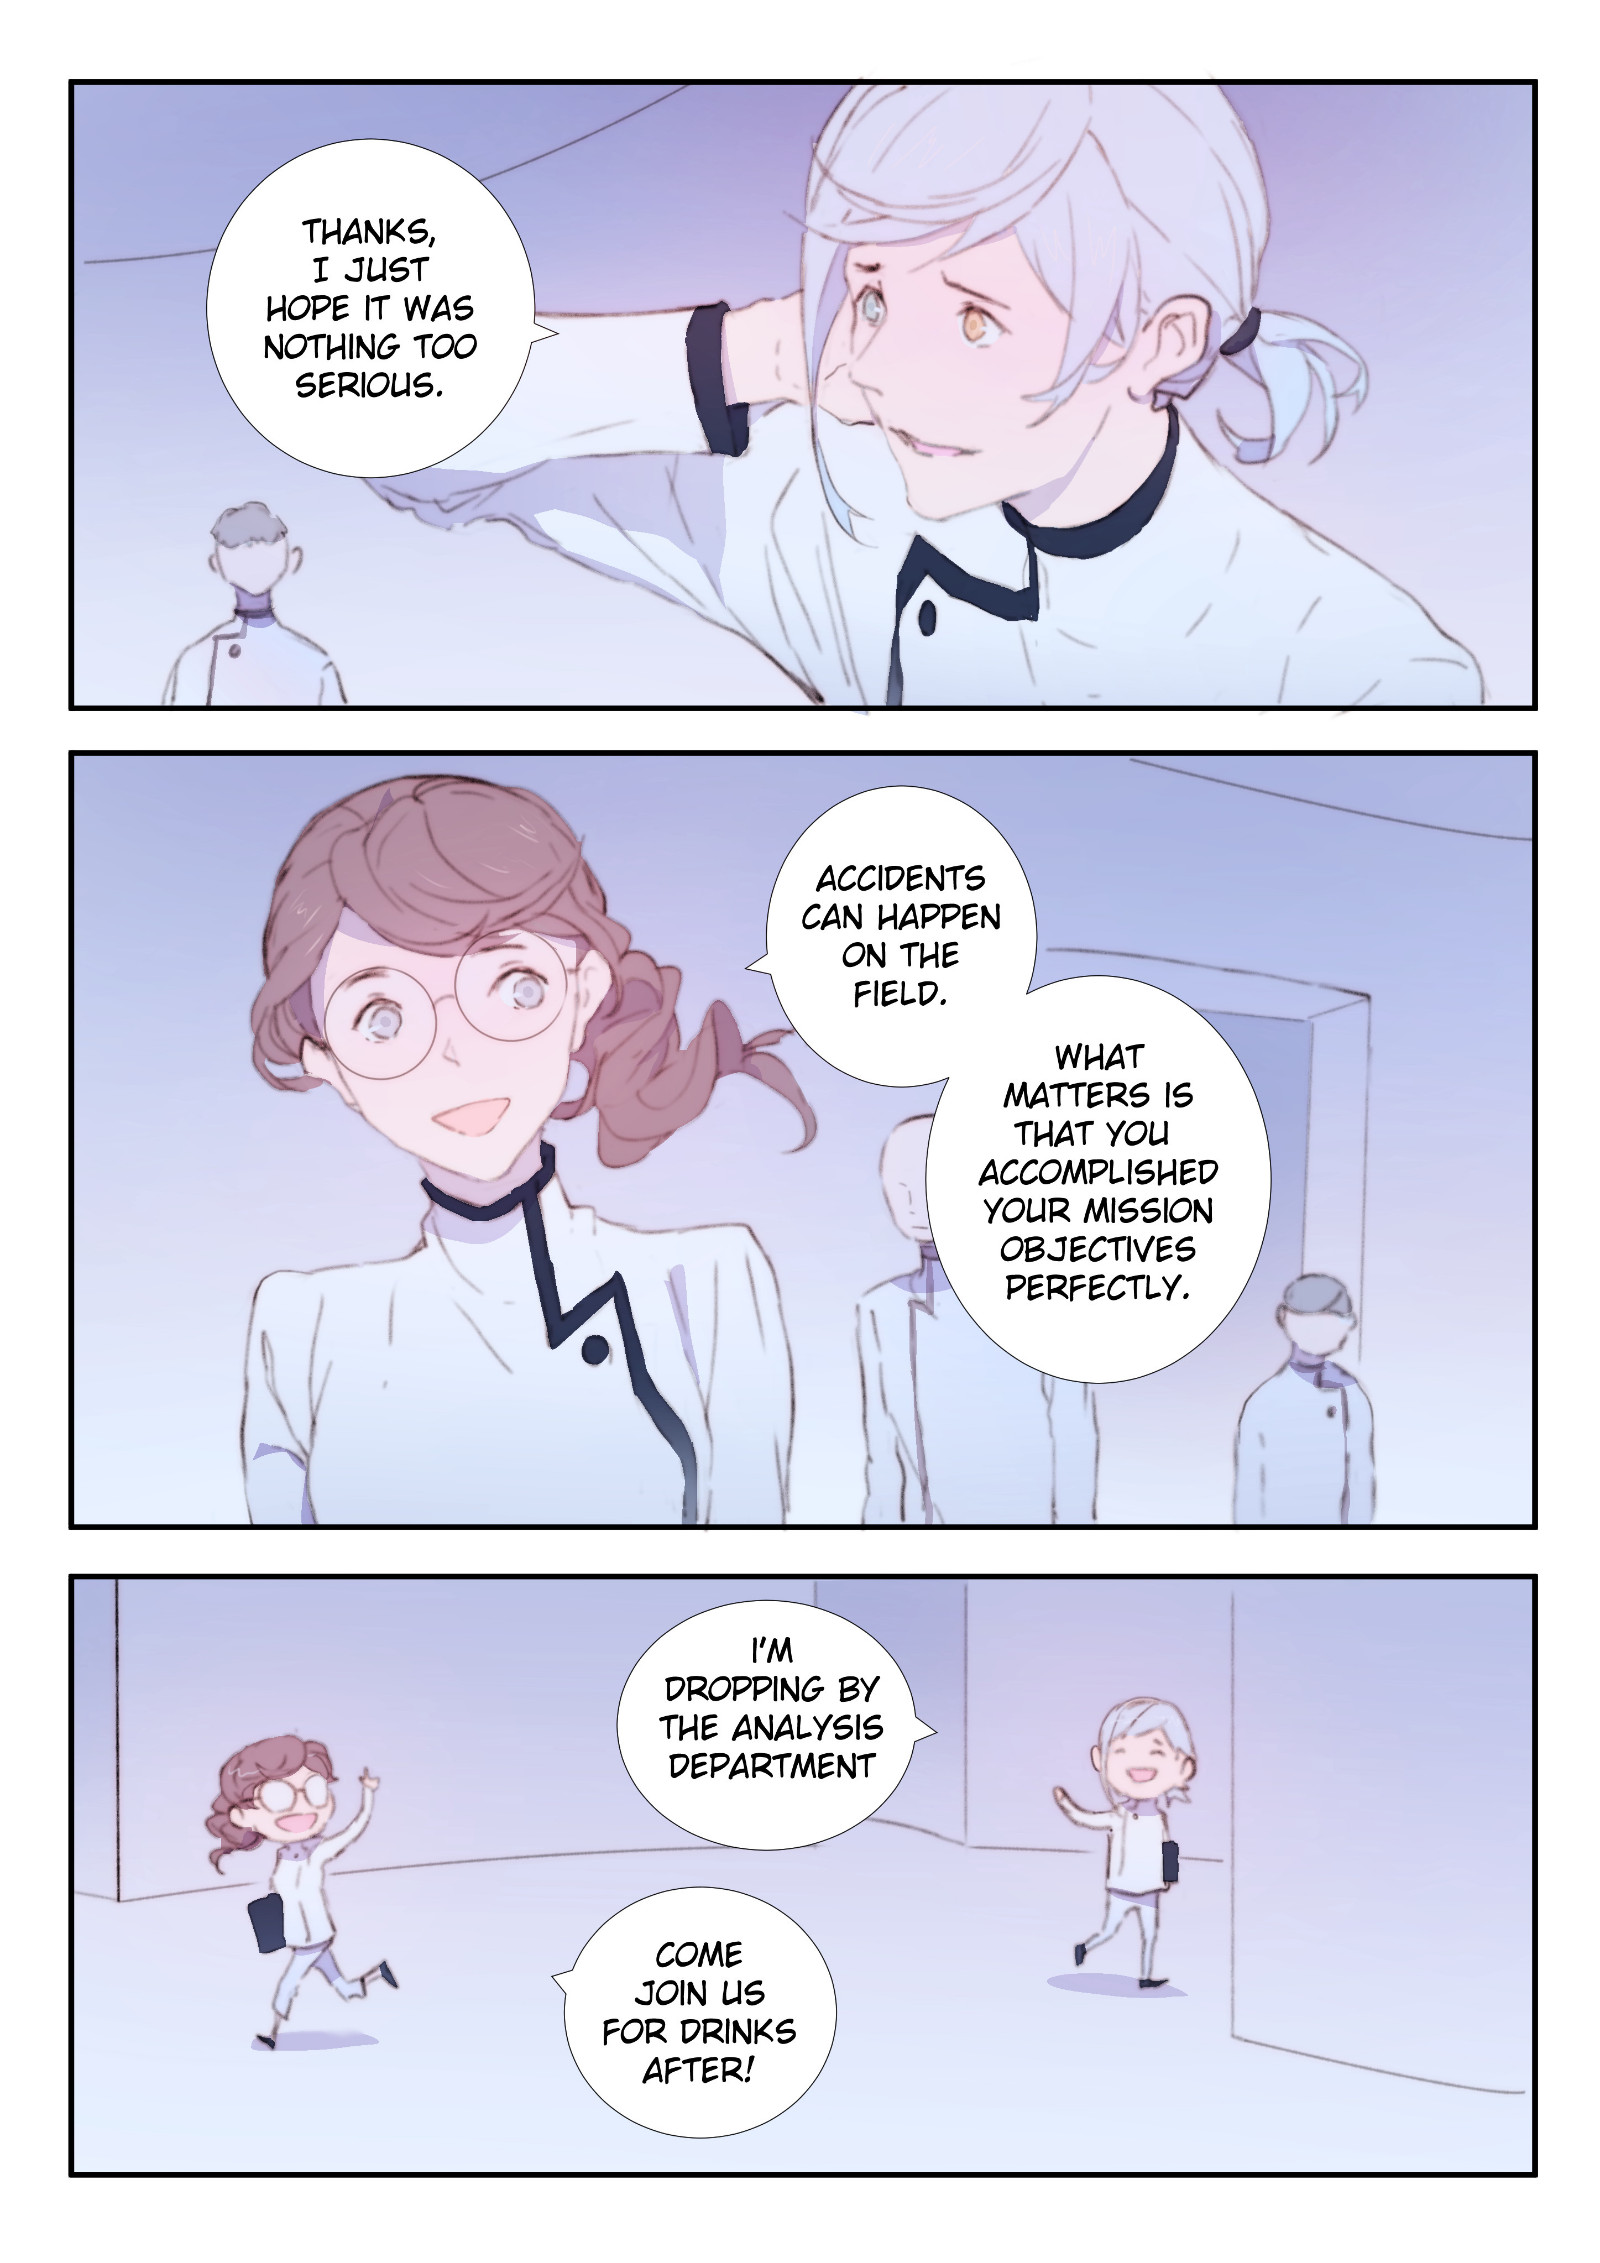 THANKS,
I JUST
HOPE IT WAS
NOTHING TOO
SERIOUS.
ACCIDENTS
CAN HAPPEN
ON THE
FIELD.
WHAT
MATTERS IS
THAT YOU
ACCOMPLISHED
YOUR MISSION
OBJECTIVES
PERFECTLY.
I'M
DROPPING BY
THE ANALYSIS
DEPARTMENT
COME
JOIN US
FOR DRINKS
AFTER!